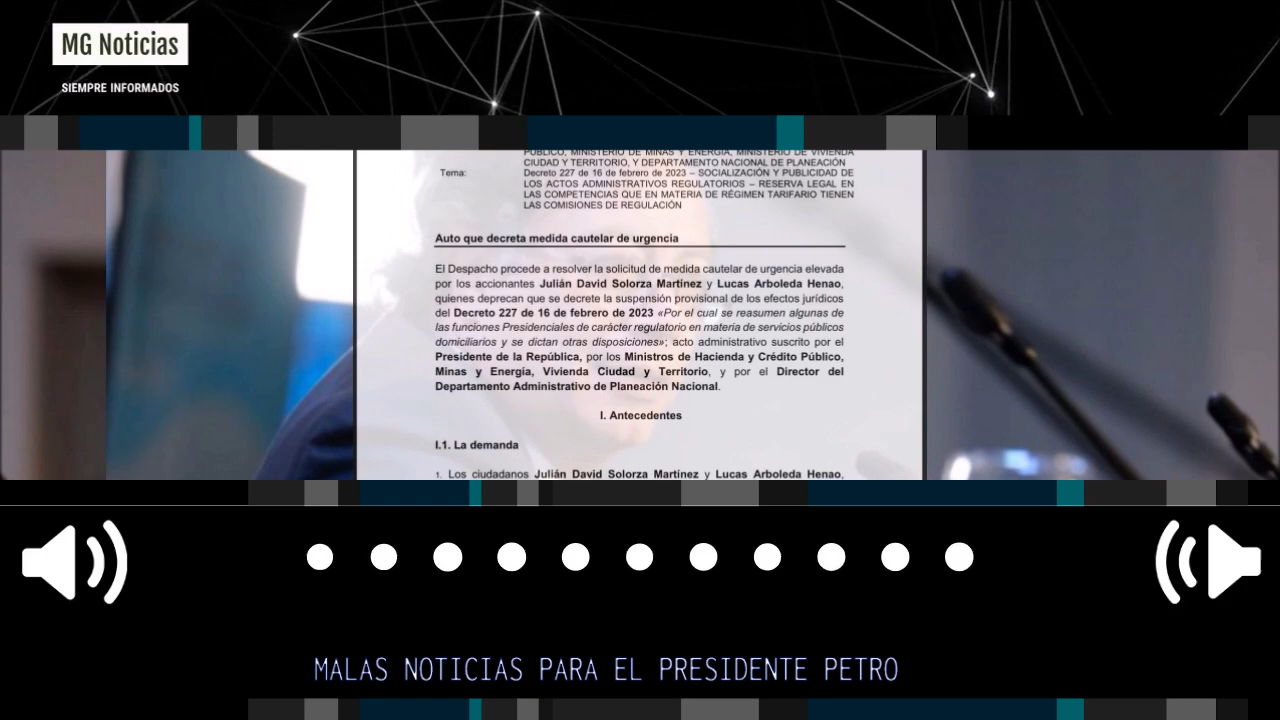 MG Noticias
SIEMPRE INFORMADOS
PÚBLICO, MINISTERIO DE MINAS Y ENERGÍA, MINISTERIO DE VIVIENDA
CIUDAD Y TERRITORIO, Y DEPARTAMENTO NACIONAL DE PLANEACIÓN
Tema: Decreto 227 de 16 de febrero de 2023 – SOCIALIZACIÓN Y PUBLICIDAD DE
LOS ACTOS ADMINISTRATIVOS REGULATORIOS – RESERVA LEGAL EN
LAS COMPETENCIAS QUE EN MATERIA DE RÉGIMEN TARIFARIO TIENEN
LAS COMISIONES DE REGULACIÓN
Auto que decreta medida cautelar de urgencia
El Despacho procede a resolver la solicitud de medida cautelar de urgencia elevada
por los accionantes Julián David Solorza Martínez y Lucas Arboleda Henao,
quienes deprecan que se decrete la suspensión provisional de los efectos jurídicos
del Decreto 227 de 16 de febrero de 2023 «Por el cual se reasumen algunas de
las funciones Presidenciales de carácter regulatorio en materia de servicios públicos
domiciliarios y se dictan otras disposiciones»; acto administrativo suscrito por el
Presidente de la República, por los Ministros de Hacienda y Crédito Público,
Minas y Energía, Vivienda Ciudad y Territorio, y por el Director del
Departamento Administrativo de Planeación Nacional.
I. Antecedentes
I.1. La demanda
1. Los ciudadanos Julián David Solorza Martínez y Lucas Arboleda Henao,
MALAS NOTICIAS PARA EL PRESIDENTE PETRO